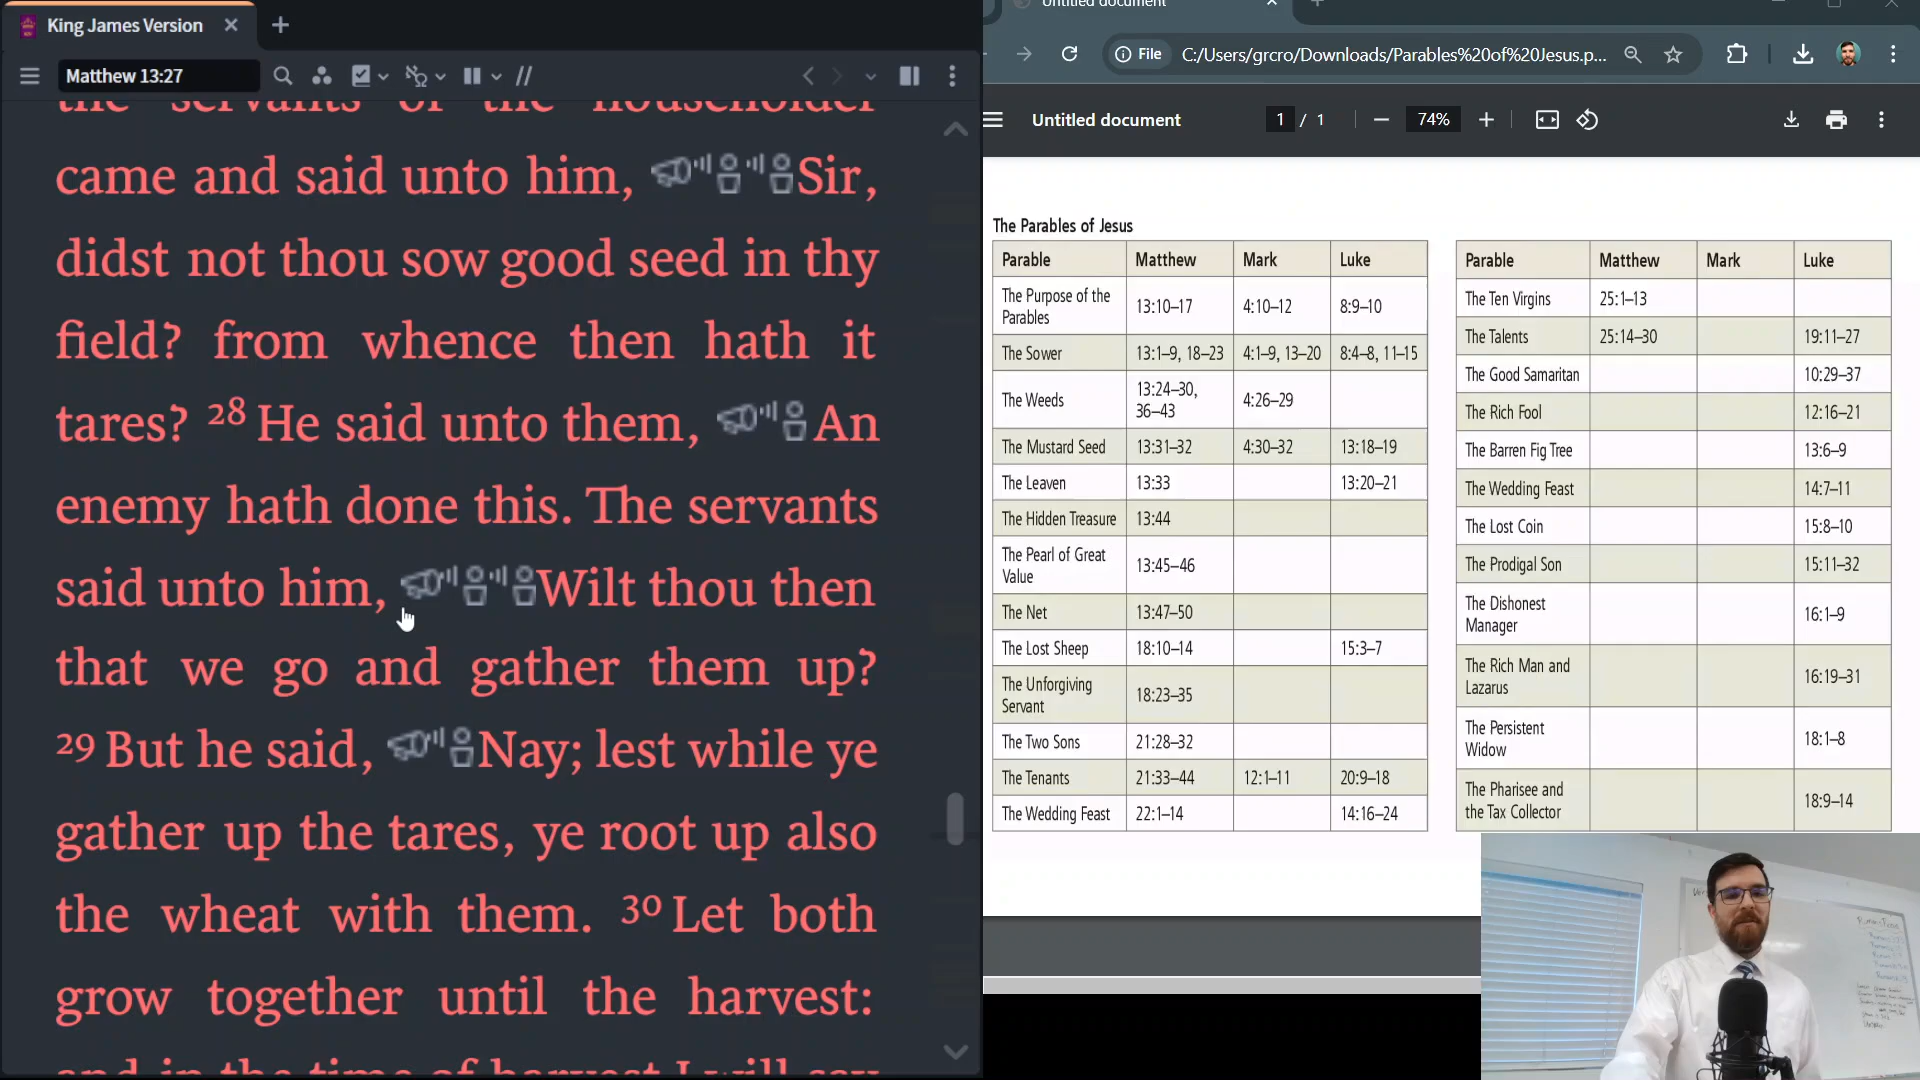 King James Version
Matthew 13:27
the servants of the householder
came and said unto him, Sir,
didst not thou sow good seed in thy
field? from whence then hath it
tares? 28 He said unto them, An
enemy hath done this. The servants
said unto him, Wilt thou then
that we go and gather them up?
29 But he said, Nay; lest while ye
gather up the tares, ye root up also
the wheat with them. 30 Let both
grow together until the harvest:
and in the time of harvest I will say
Untitled document
File C:/Users/grcro/Downloads/Parables%20of%20Jesus.p...
Untitled document 1 / 1 74%
The Parables of Jesus
Parable Matthew Mark Luke
The Purpose of the
Parables 13:10–17 4:10–12 8:9–10
The Sower 13:1–9, 18–23 4:1–9, 13–20 8:4–8, 11–15
The Weeds 13:24–30,
36–43 4:26–29
The Mustard Seed 13:31–32 4:30–32 13:18–19
The Leaven 13:33 13:20–21
The Hidden Treasure 13:44
The Pearl of Great
Value 13:45–46
The Net 13:47–50
The Lost Sheep 18:10–14 15:3–7
The Unforgiving
Servant 18:23–35
The Two Sons 21:28–32
The Tenants 21:33–44 12:1–11 20:9–18
The Wedding Feast 22:1–14 14:16–24
Parable Matthew Mark Luke
The Ten Virgins 25:1–13
The Talents 25:14–30 19:11–27
The Good Samaritan 10:29–37
The Rich Fool 12:16–21
The Barren Fig Tree 13:6–9
The Wedding Feast 14:7–11
The Lost Coin 15:8–10
The Prodigal Son 15:11–32
The Dishonest
Manager 16:1–9
The Rich Man and
Lazarus 16:19–31
The Persistent
Widow 18:1–8
The Pharisee and
the Tax Collector 18:9–14